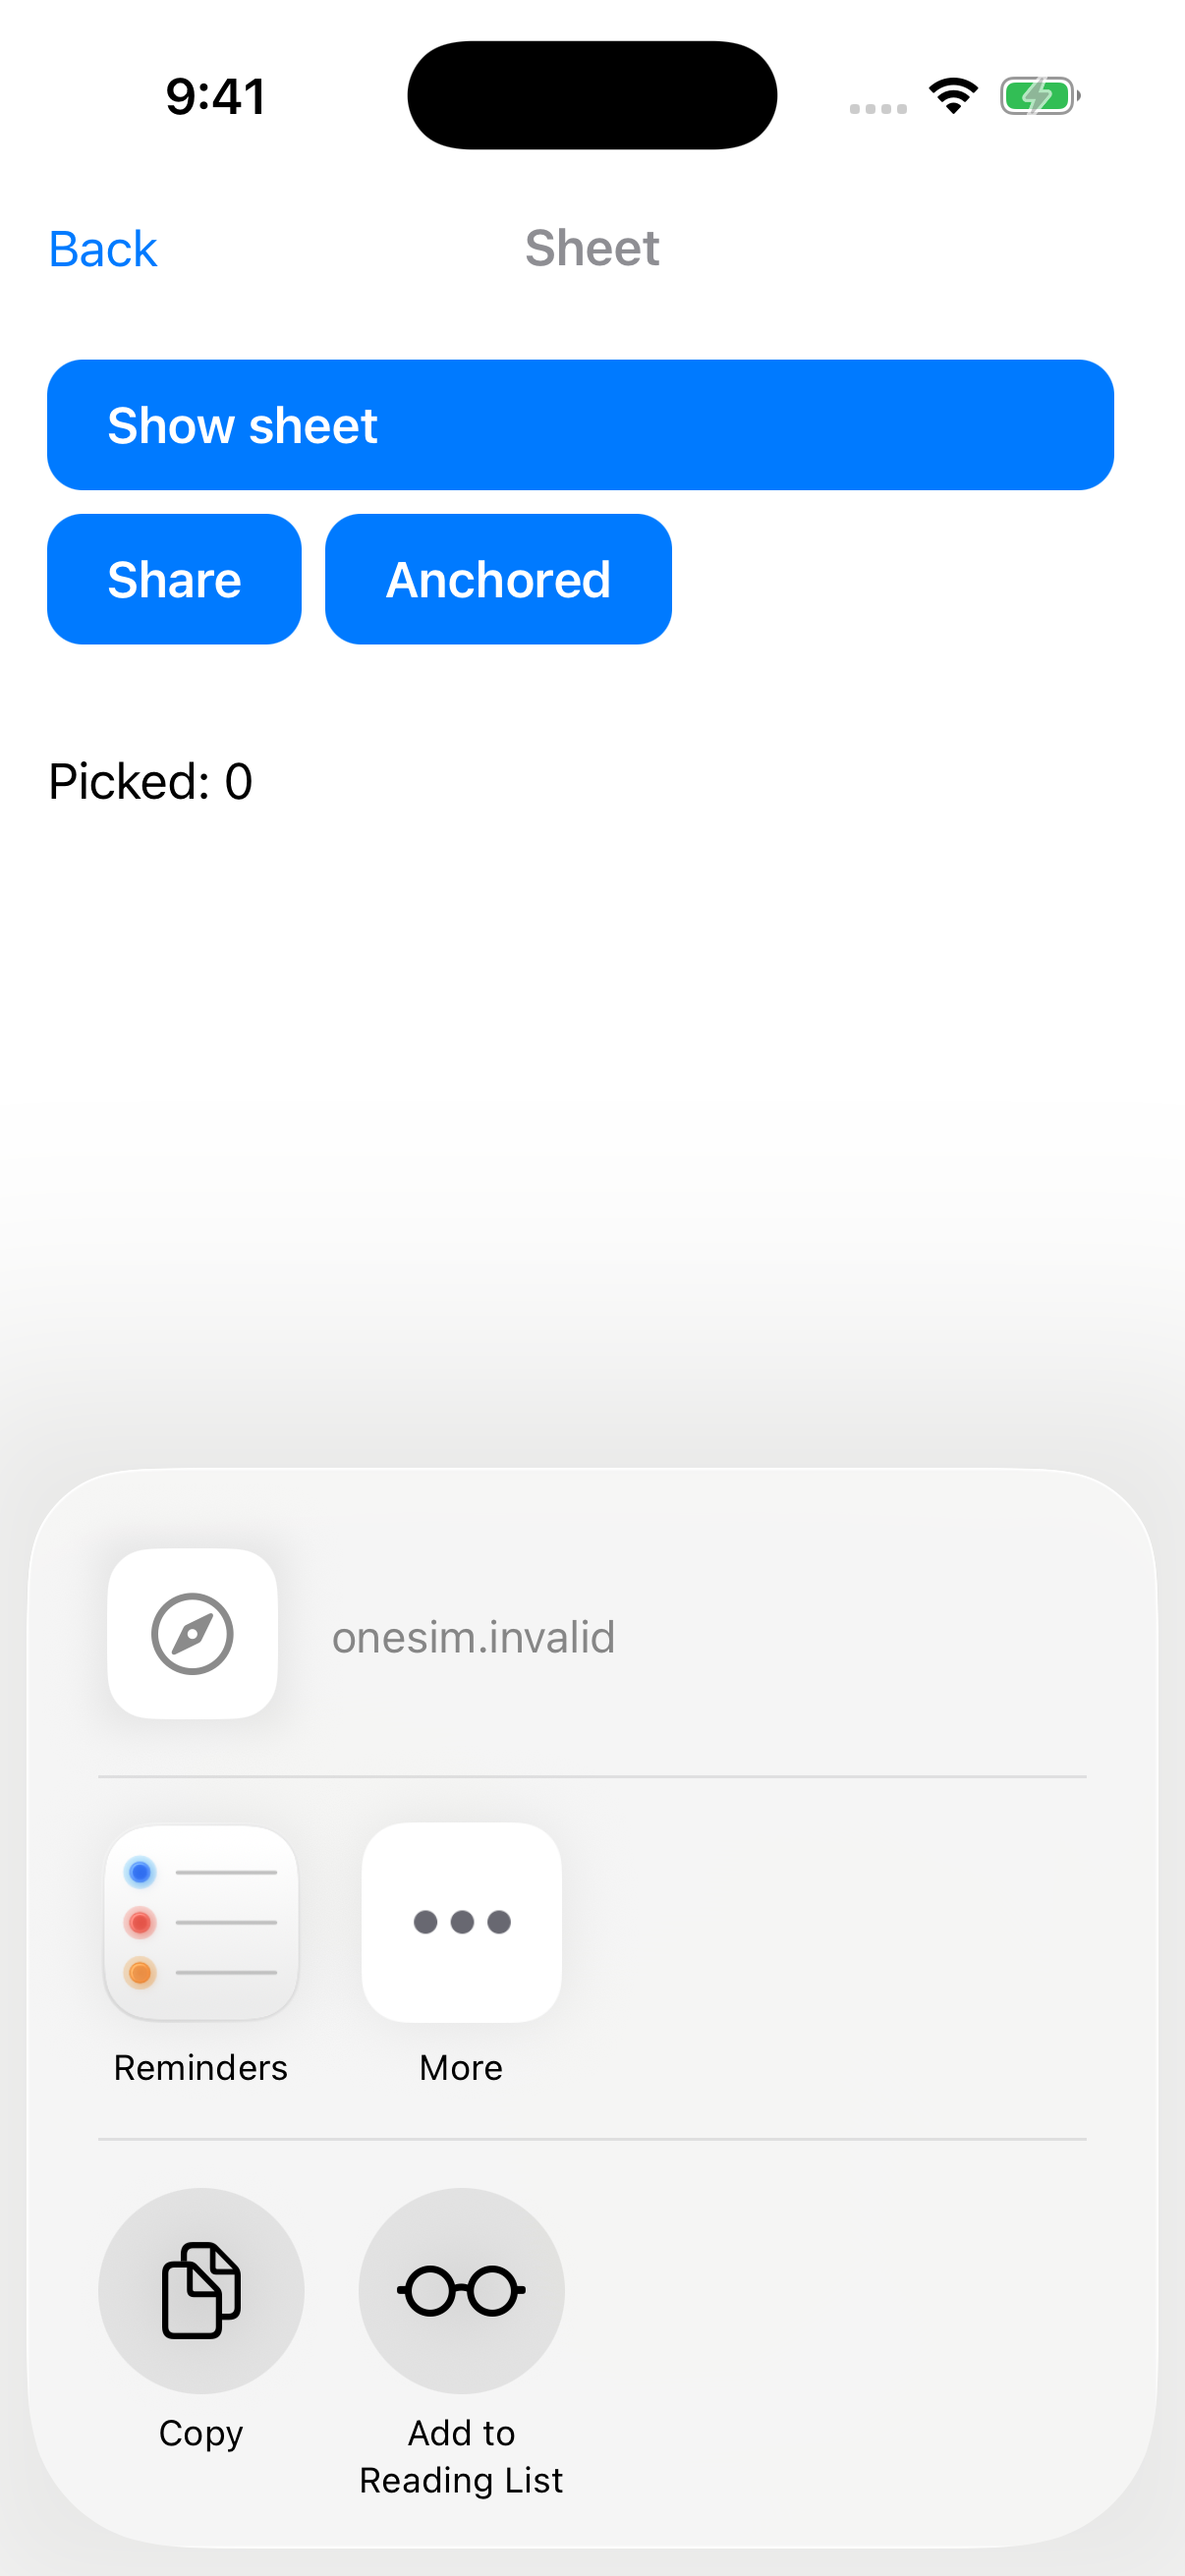 9:41
Back
Sheet
Show sheet
Share
Anchored
Picked: 0
onesim.invalid
Reminders
More
Copy
Add to
Reading List